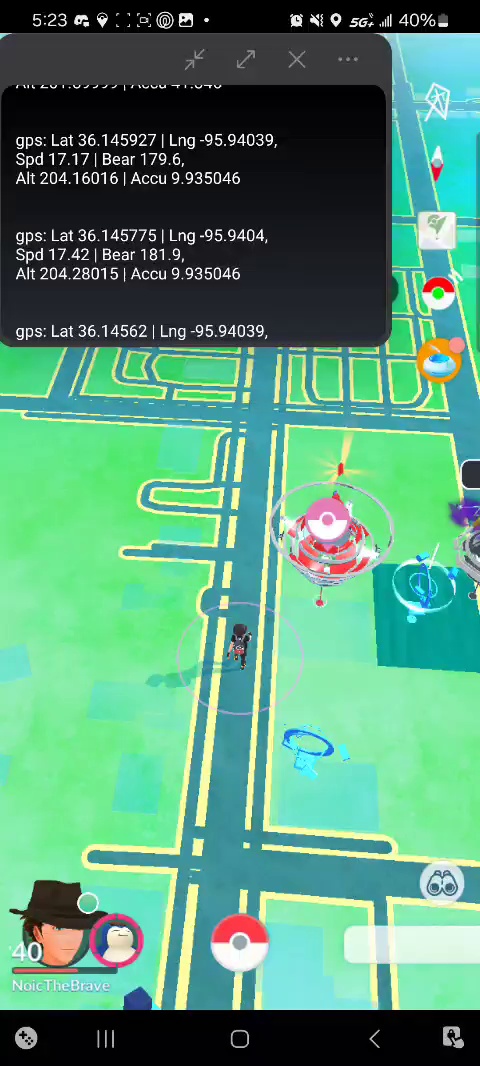 5:23
5G+
40%
gps: Lat 36.145927 | Lng -95.94039,
Spd 17.17 | Bear 179.6,
Alt 204.16016 | Accu 9.935046
gps: Lat 36.145775 | Lng -95.9404,
Spd 17.42 | Bear 181.9,
Alt 204.28015 | Accu 9.935046
gps: Lat 36.14562 | Lng -95.94039,
40
NoicTheBrave